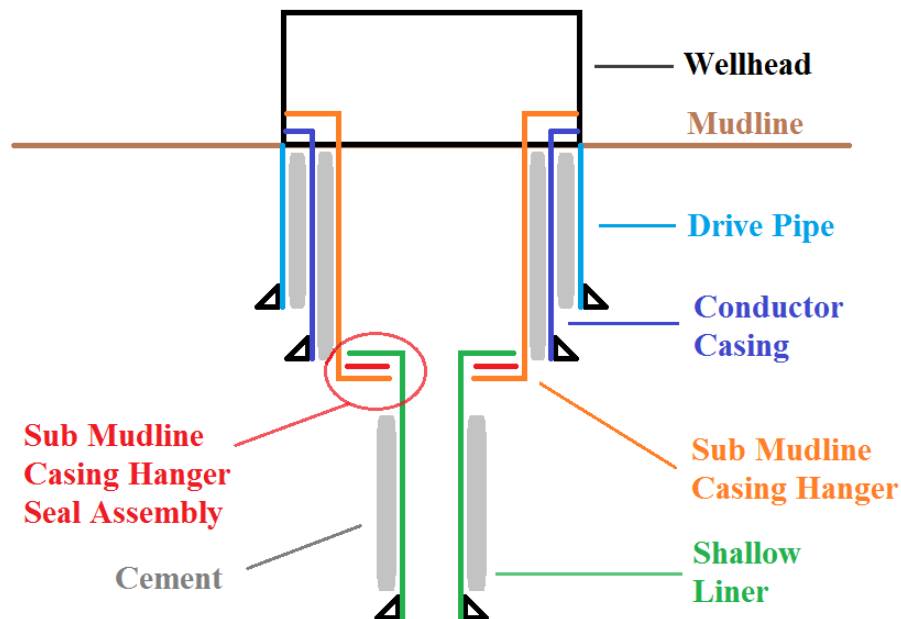 Wellhead
Mudline
Drive Pipe
Conductor
Casing
Sub Mudline
Casing Hanger
Seal Assembly
Sub Mudline
Casing Hanger
Cement
Shallow
Liner